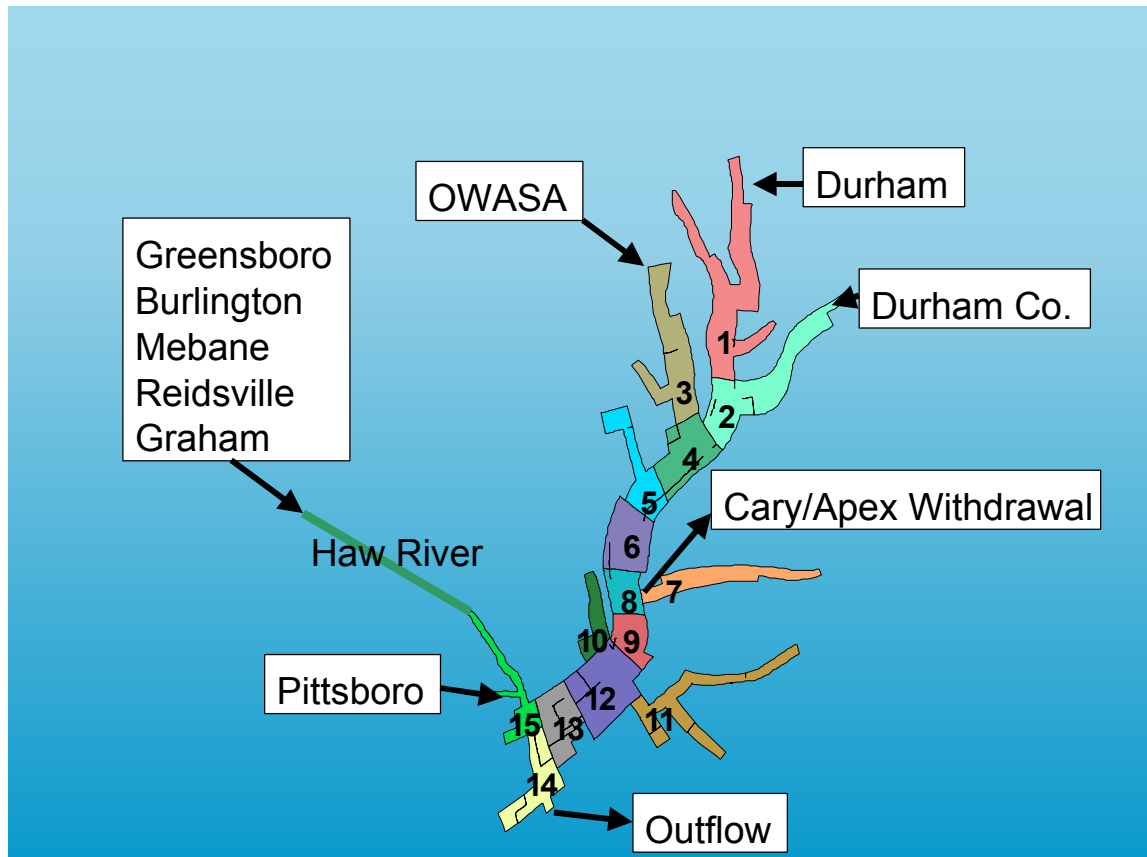 OWASA
Durham
Greensboro
Burlington
Mebane
Reidsville
Graham
Durham Co.
1
3
2
4
5
Cary/Apex Withdrawal
Haw River
6
7
8
10
9
Pittsboro
12
11
15
13
14
Outflow